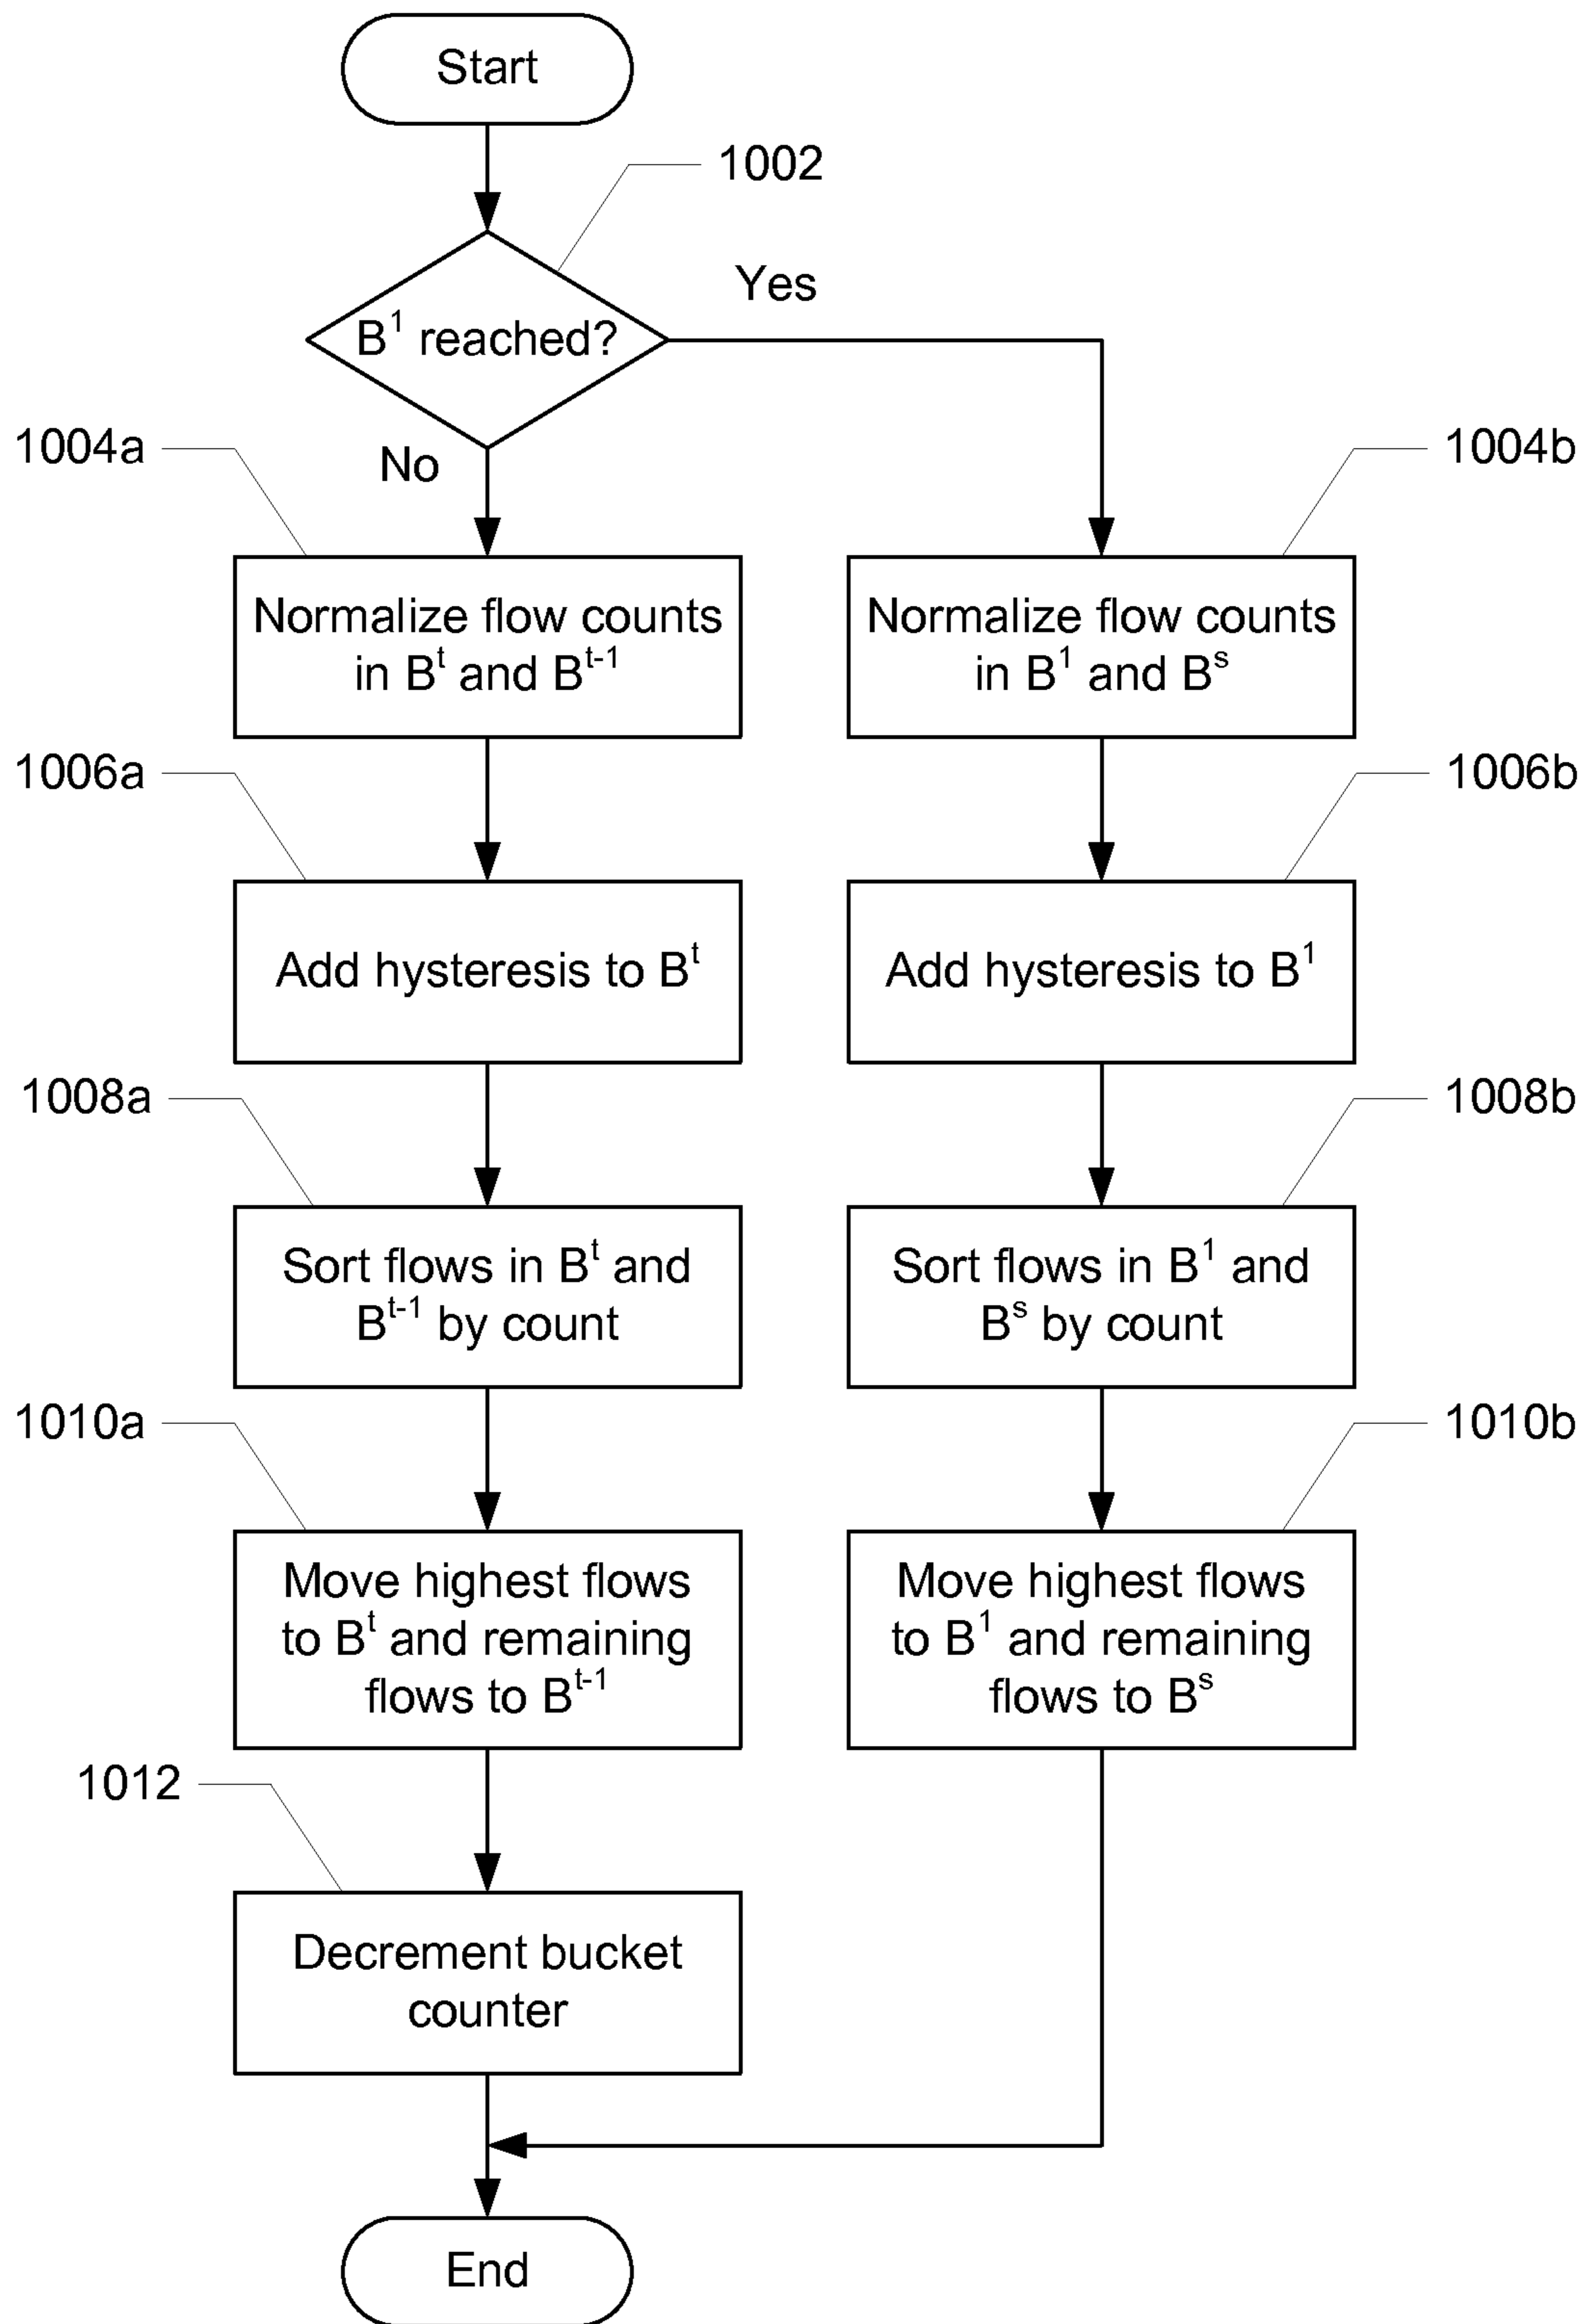 Start
1002
Yes
B¹ reached?
1004a
1004b
No
Normalize flow counts
in Bᵗ and Bᵗ⁻¹
Normalize flow counts
in B¹ and Bˢ
1006a
1006b
Add hysteresis to Bᵗ
Add hysteresis to B¹
1008a
1008b
Sort flows in Bᵗ and
Bᵗ⁻¹ by count
Sort flows in B¹ and
Bˢ by count
1010a
1010b
Move highest flows
to Bᵗ and remaining
flows to Bᵗ⁻¹
Move highest flows
to B¹ and remaining
flows to Bˢ
1012
Decrement bucket
counter
End